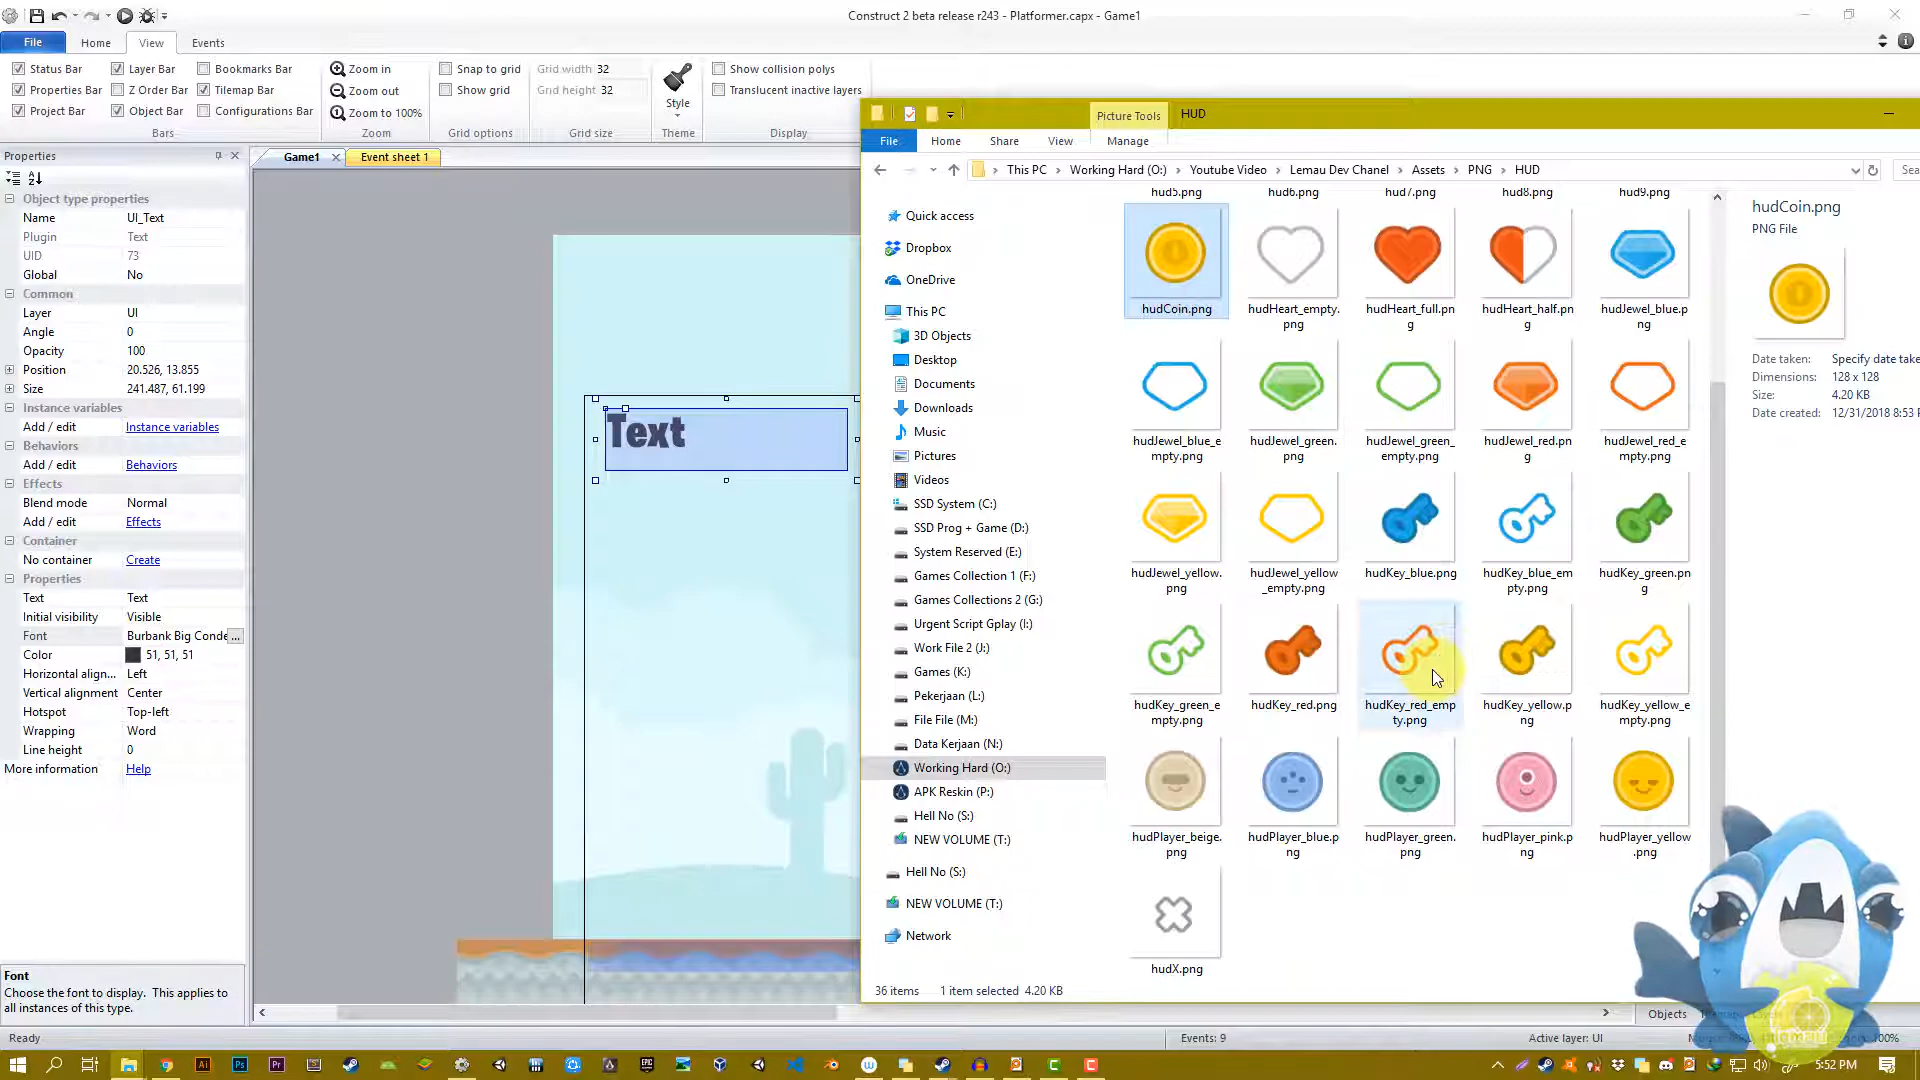 Construct 2 beta release r243 - Platformer.capx - Game1
File
Home
View
Events
Status Bar
Layer Bar
Bookmarks Bar
Properties Bar
Z Order Bar
Tilemap Bar
Project Bar
Object Bar
Configurations Bar
Bars
Zoom in
Zoom out
Zoom to 100%
Zoom
Snap to grid
Show grid
Grid options
Grid width 32
Grid height 32
Grid size
Style
Theme
Show collision polys
Translucent inactive layers
Display
Properties
Game1
Event sheet 1
Object type properties
Name UI_Text
Plugin Text
UID 73
Global No
Common
Layer UI
Angle 0
Opacity 100
Position 20.526, 13.855
Size 241.487, 61.199
Instance variables
Add / edit Instance variables
Behaviors
Add / edit Behaviors
Effects
Blend mode Normal
Add / edit Effects
Container
No container Create
Properties
Text Text
Initial visibility Visible
Font Burbank Big Conde ...
Color 51, 51, 51
Horizontal align... Left
Vertical alignment Center
Hotspot Top-left
Wrapping Word
Line height 0
More information Help
Font
Choose the font to display. This applies to
all instances of this type.
Text
Picture Tools
HUD
File
Home
Share
View
Manage
This PC
Working Hard (O:)
Youtube Video
Lemau Dev Chanel
Assets
PNG
HUD
Sea
Quick access
Dropbox
OneDrive
This PC
3D Objects
Desktop
Documents
Downloads
Music
Pictures
Videos
SSD System (C:)
SSD Prog + Game (D:)
System Reserved (E:)
Games Collection 1 (F:)
Games Collections 2 (G:)
Urgent Script Gplay (I:)
Work File 2 (J:)
Games (K:)
Pekerjaan (L:)
File File (M:)
Data Kerjaan (N:)
Working Hard (O:)
APK Reskin (P:)
Hell No (S:)
NEW VOLUME (T:)
Hell No (S:)
NEW VOLUME (T:)
Network
hud5.png
hud6.png
hud7.png
hud8.png
hud9.png
hudCoin.png
hudHeart_empty.
png
hudHeart_full.pn
g
hudHeart_half.pn
g
hudJewel_blue.p
ng
hudJewel_blue_e
mpty.png
hudJewel_green.
png
hudJewel_green_
empty.png
hudJewel_red.pn
g
hudJewel_red_e
mpty.png
hudJewel_yellow.
png
hudJewel_yellow
_empty.png
hudKey_blue.png
hudKey_blue_em
pty.png
hudKey_green.pn
g
hudKey_green_e
mpty.png
hudKey_red.png
hudKey_red_emp
ty.png
hudKey_yellow.p
ng
hudKey_yellow_e
mpty.png
hudPlayer_beige.
png
hudPlayer_blue.p
ng
hudPlayer_green.
png
hudPlayer_pink.p
ng
hudPlayer_yellow
.png
hudX.png
hudCoin.png
PNG File
Date taken: Specify date take
Dimensions: 128 x 128
Size: 4.20 KB
Date created: 12/31/2018 8:53 P
36 items
1 item selected 4.20 KB
Objects
Ready
Events: 9
Active layer: UI
100%
5:52 PM